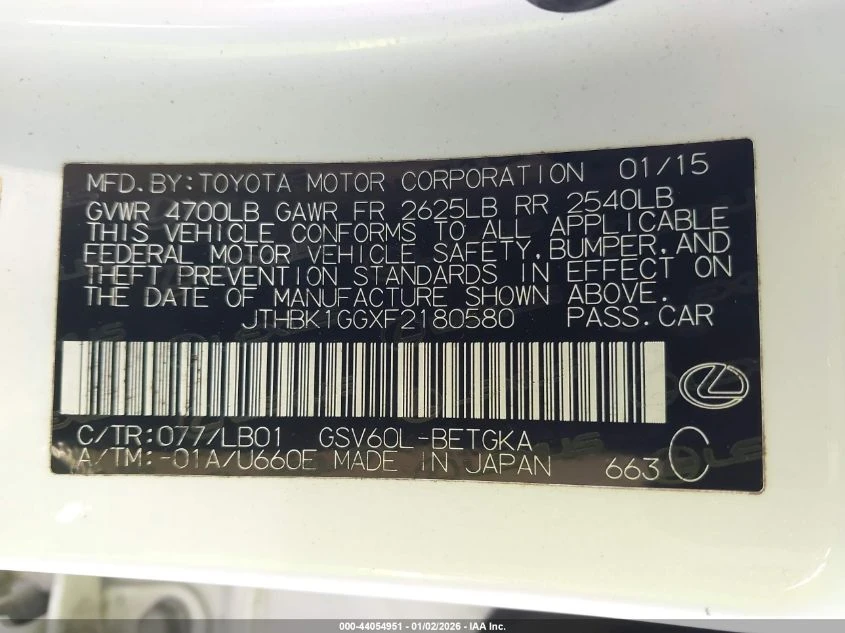 MFD.BY:TOYOTA MOTOR CORPORATION 01/15
GVWR 4700LB GAWR FR 2625LB RR 2540LB
THIS VEHICLE CONFORMS TO ALL APPLICABLE
FEDERAL MOTOR VEHICLE SAFETY,BUMPER,AND
THEFT PREVENTION STANDARDS IN EFFECT ON
THE DATE OF MANUFACTURE SHOWN ABOVE.
JTHBK1GGXF2180580 PASS.CAR
C/TR:077/LB01 GSV60L-BETGKA
A/TM:-01A/U660E MADE IN JAPAN 663 C
000-44054951 - 01/02/2026 - IAA Inc.